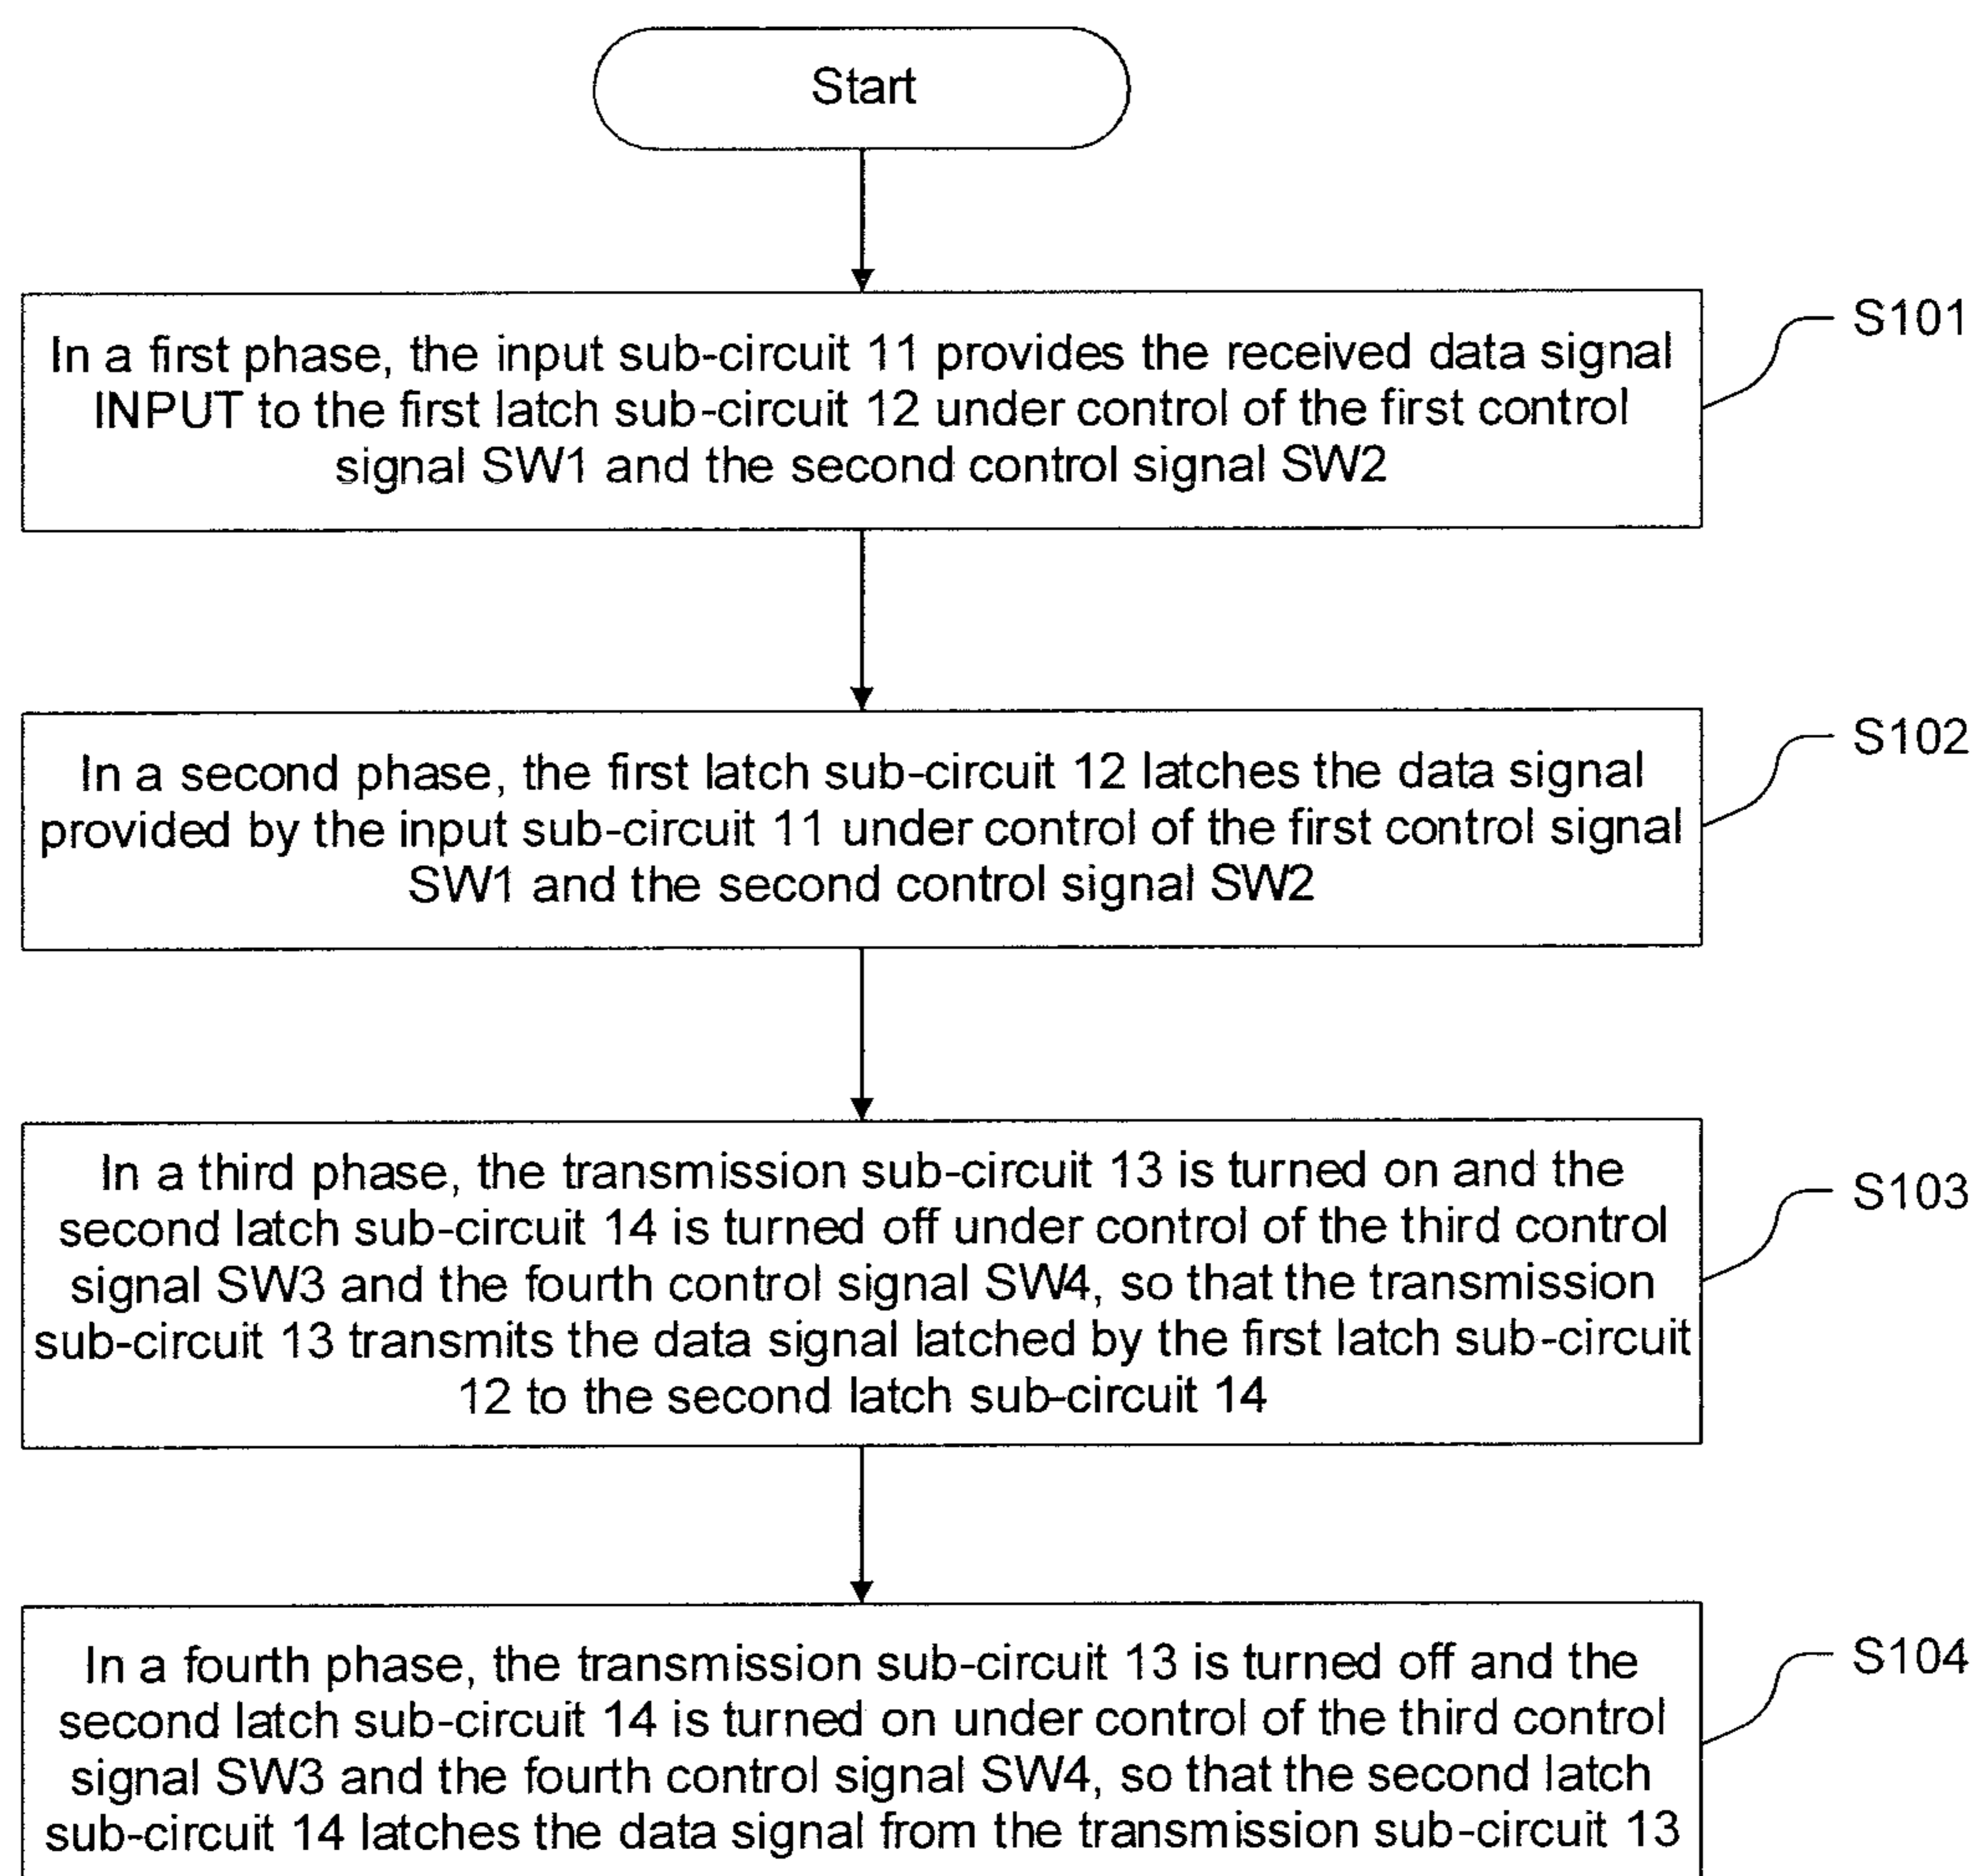 Start
In a first phase, the input sub-circuit 11 provides the received data signal
INPUT to the first latch sub-circuit 12 under control of the first control
signal SW1 and the second control signal SW2
S101
In a second phase, the first latch sub-circuit 12 latches the data signal
provided by the input sub-circuit 11 under control of the first control signal
SW1 and the second control signal SW2
S102
In a third phase, the transmission sub-circuit 13 is turned on and the
second latch sub-circuit 14 is turned off under control of the third control
signal SW3 and the fourth control signal SW4, so that the transmission
sub-circuit 13 transmits the data signal latched by the first latch sub-circuit
12 to the second latch sub-circuit 14
S103
In a fourth phase, the transmission sub-circuit 13 is turned off and the
second latch sub-circuit 14 is turned on under control of the third control
signal SW3 and the fourth control signal SW4, so that the second latch
sub-circuit 14 latches the data signal from the transmission sub-circuit 13
S104